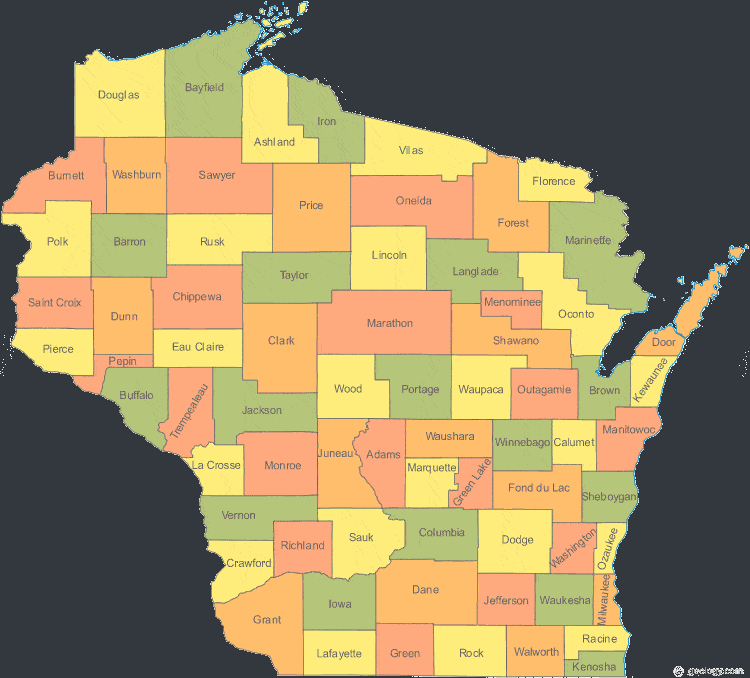 Bayfield
Douglas
Iron
Ashland
Vilas
Burnett
Washburn
Sawyer
Florence
Price
Oneida
Forest
Polk
Barron
Rusk
Marinette
Lincoln
Taylor
Langlade
Saint Croix
Chippewa
Menominee
Dunn
Oconto
Marathon
Clark
Shawano
Door
Pierce
Eau Claire
Pepin
Wood
Portage
Waupaca
Outagamie
Brown
Kewaunee
Buffalo
Trempealeau
Jackson
Manitowoc
Waushara
Winnebago
Calumet
Juneau
Adams
La Crosse
Monroe
Marquette
Green Lake
Fond du Lac
Sheboygan
Vernon
Columbia
Sauk
Dodge
Washington
Ozaukee
Richland
Crawford
Dane
Iowa
Jefferson
Waukesha
Milwaukee
Grant
Racine
Lafayette
Green
Rock
Walworth
Kenosha
geology.com